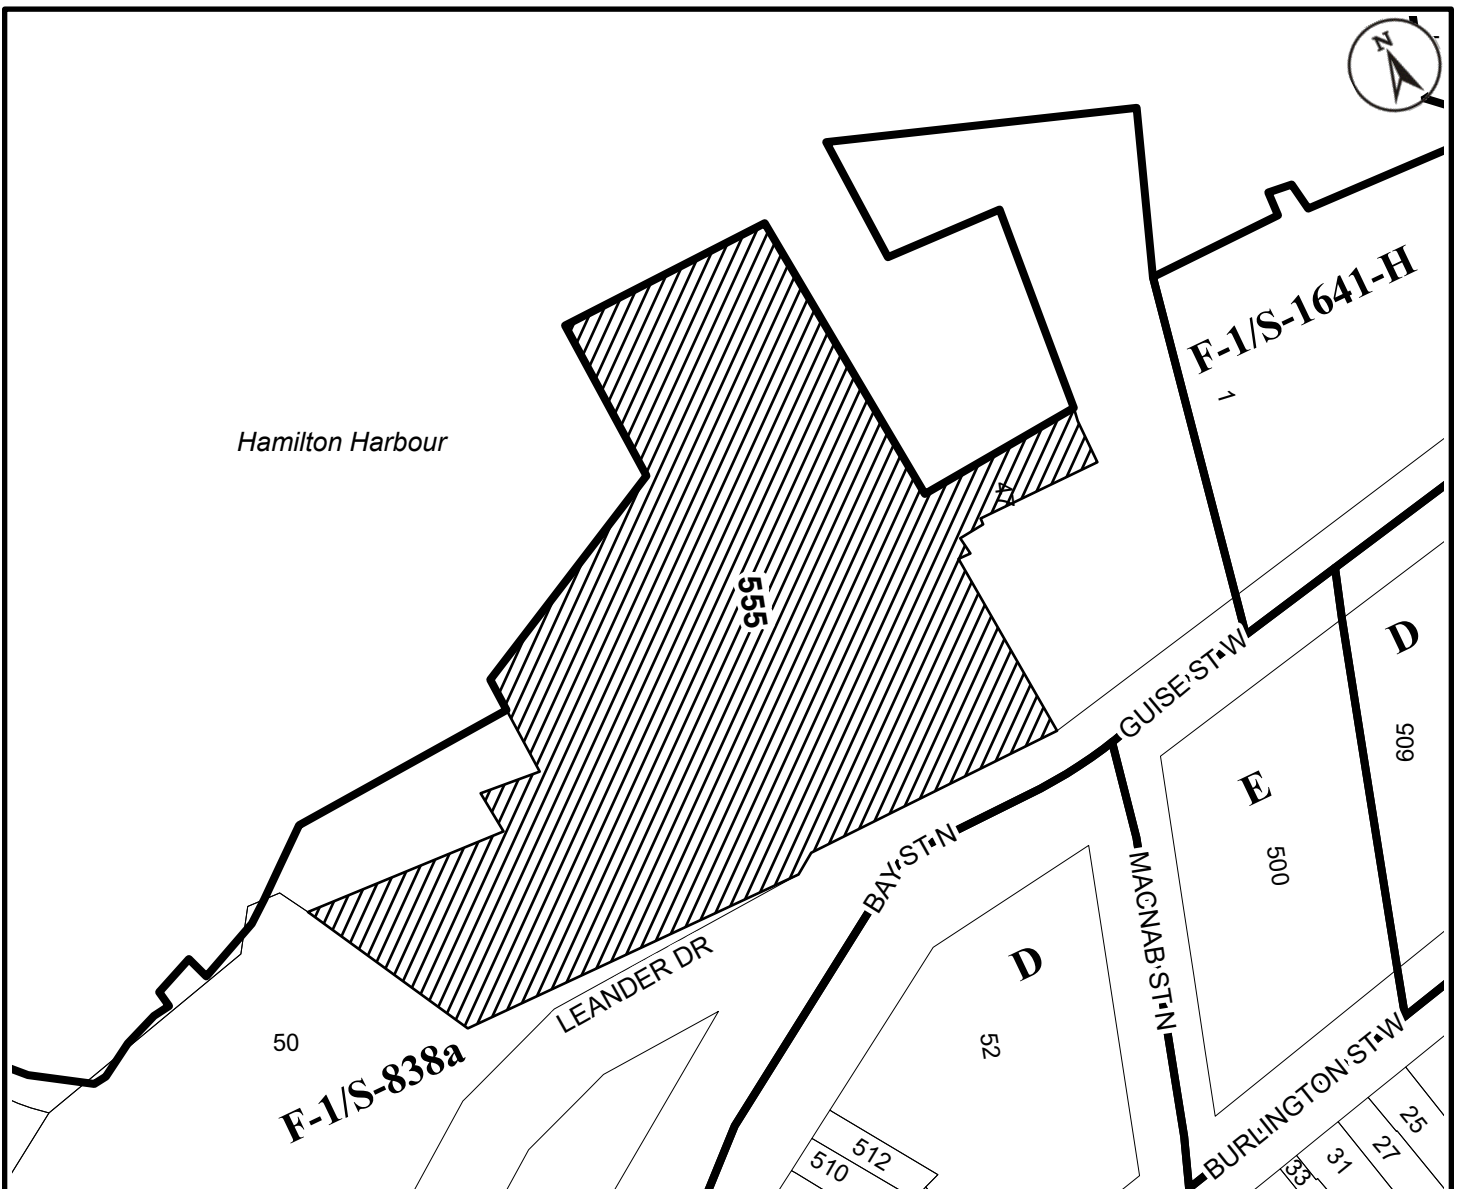 N
F-1/S-1641-H
1
Hamilton Harbour
47
555
GUISE ST W
D
605
E
500
BAY ST N
MACNAB ST N
D
LEANDER DR
52
50
F-1/S-838a
BURLINGTON ST W
512
510
25
27
31
33